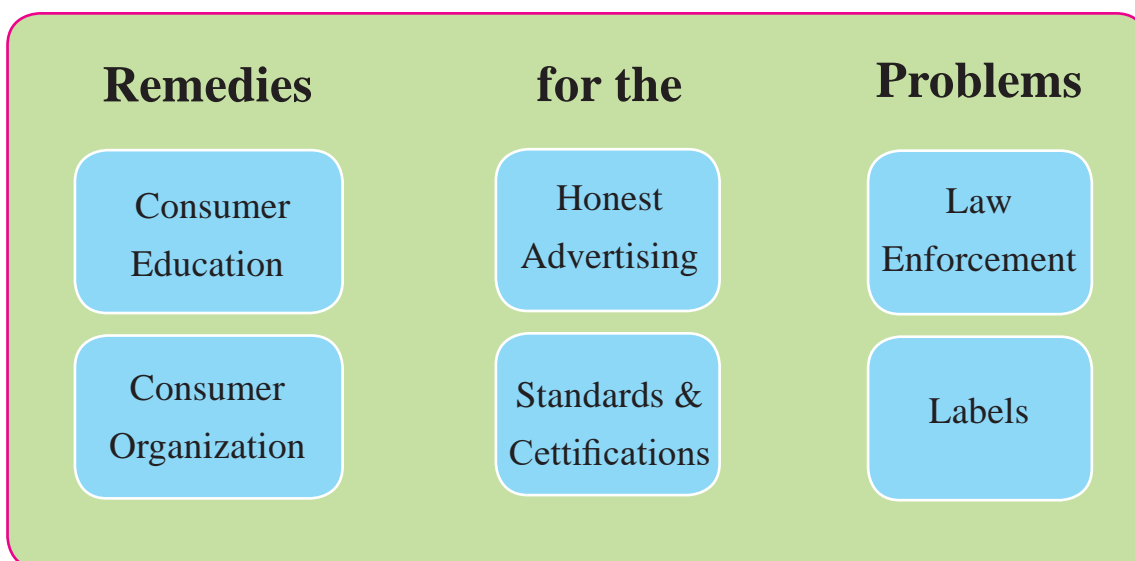 Remedies for the Problems
Consumer
Education
Honest
Advertising
Law
Enforcement
Consumer
Organization
Standards &
Cettifications
Labels